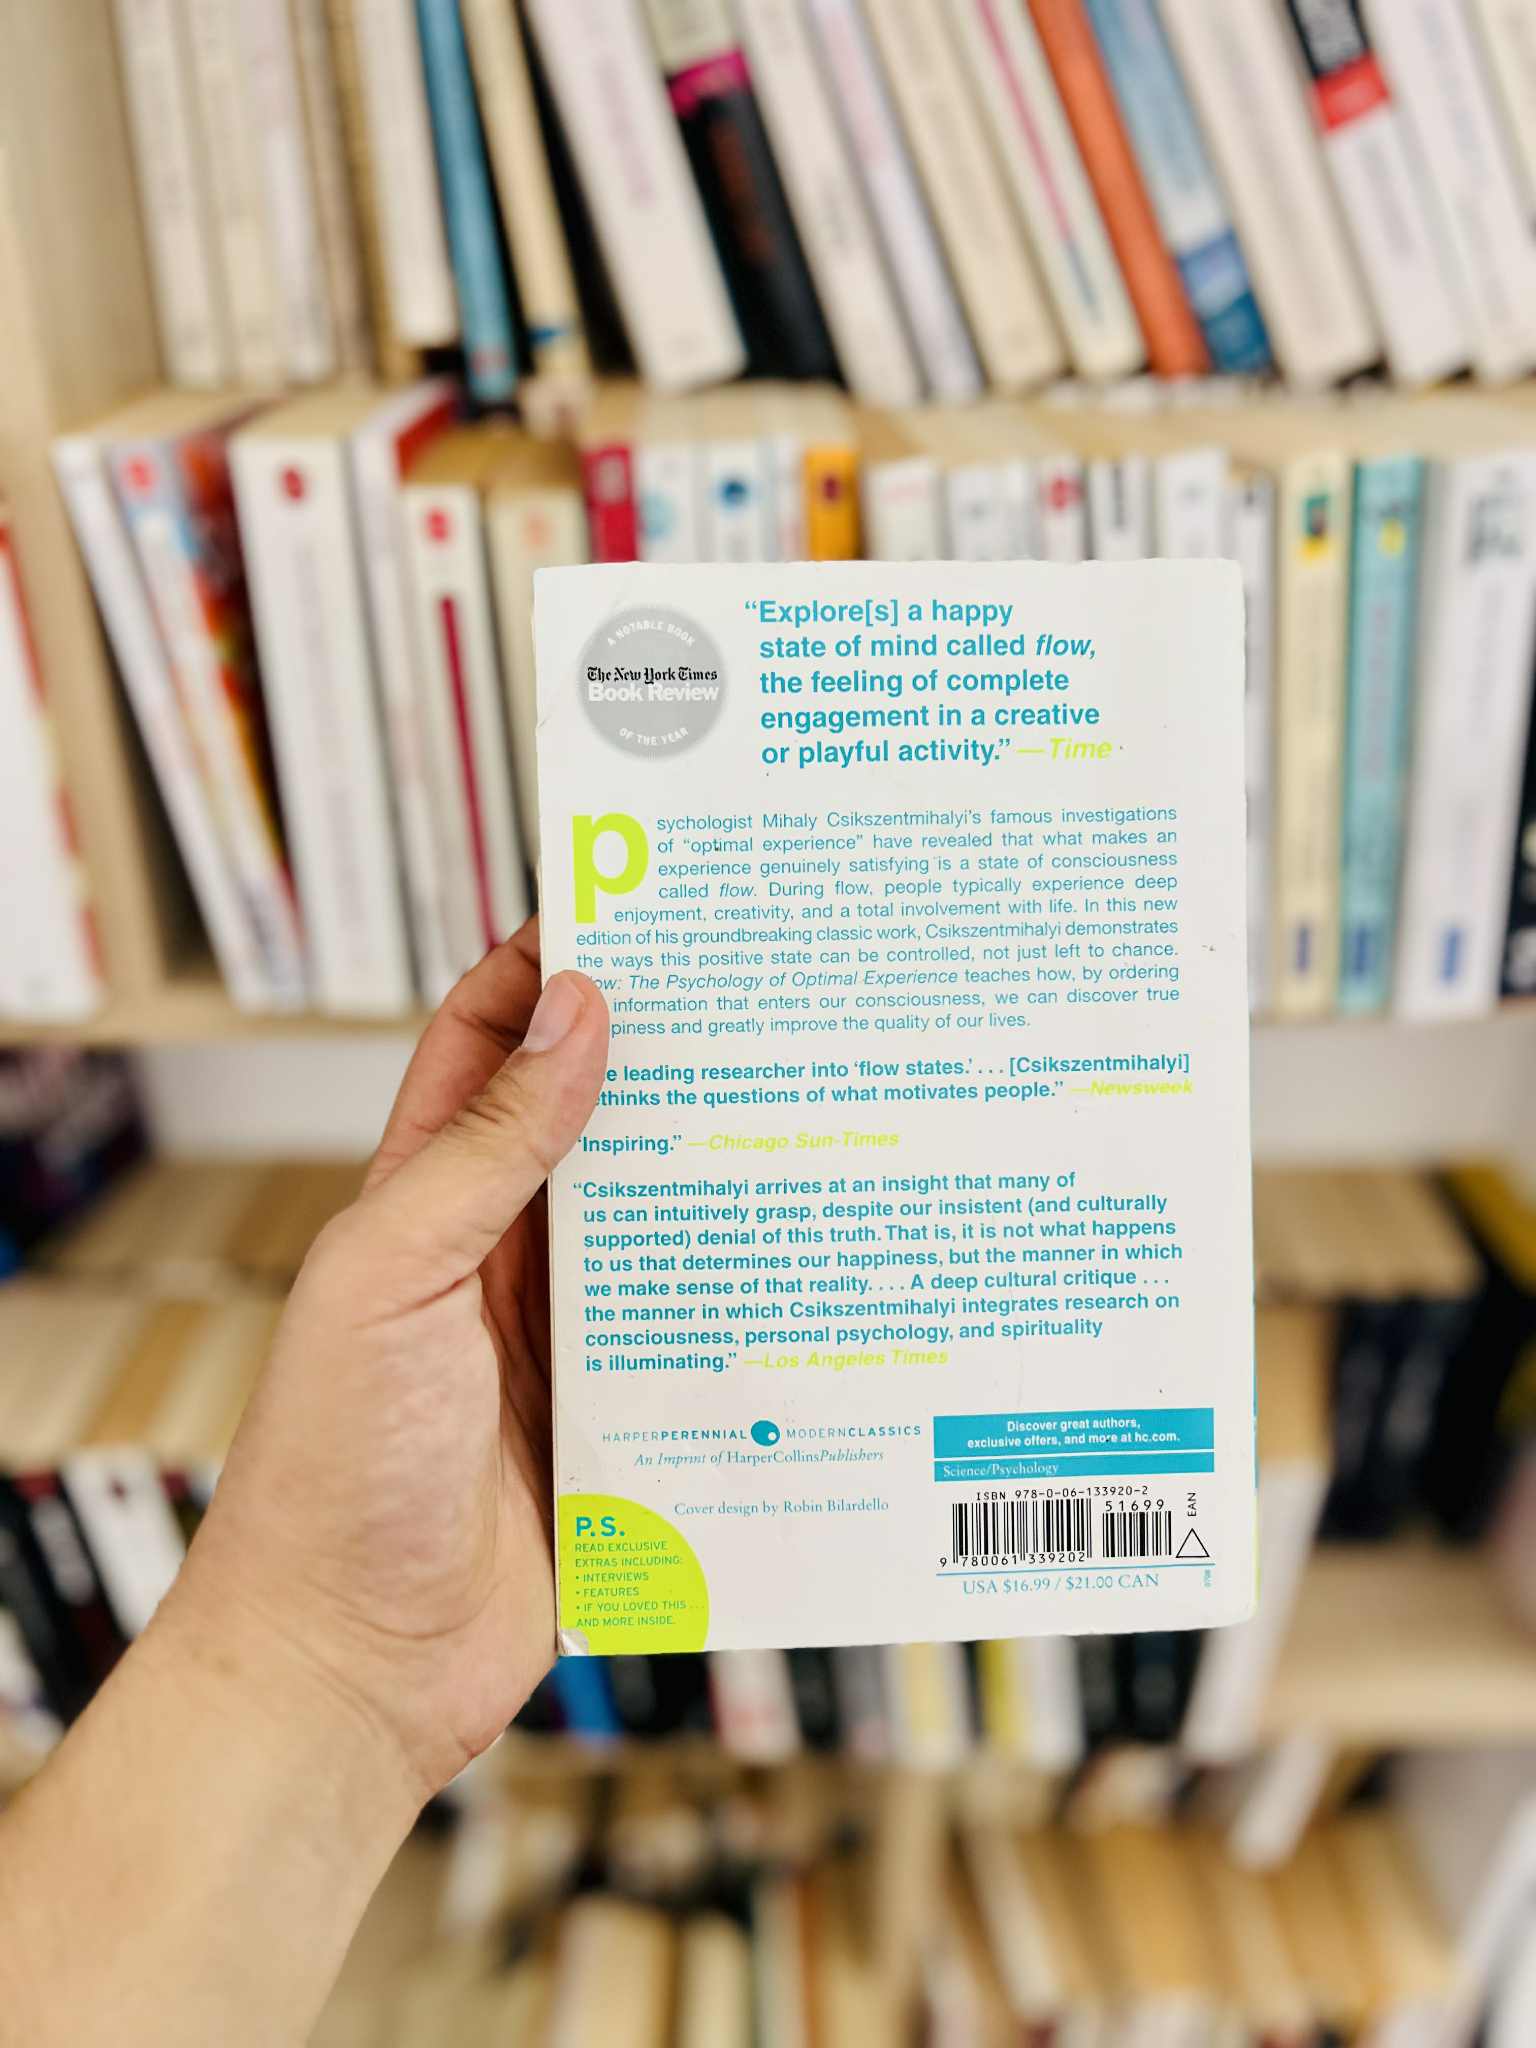 A NOTABLE BOOK
The New York Times
Book Review
OF THE YEAR
“Explore[s] a happy
state of mind called flow,
the feeling of complete
engagement in a creative
or playful activity.” —Time
psychologist Mihaly Csikszentmihalyi’s famous investigations
of “optimal experience” have revealed that what makes an
experience genuinely satisfying is a state of consciousness
called flow. During flow, people typically experience deep
enjoyment, creativity, and a total involvement with life. In this new
edition of his groundbreaking classic work, Csikszentmihalyi demonstrates
the ways this positive state can be controlled, not just left to chance.
ow: The Psychology of Optimal Experience teaches how, by ordering
information that enters our consciousness, we can discover true
piness and greatly improve the quality of our lives.
e leading researcher into ‘flow states.’ . . . [Csikszentmihalyi]
ethinks the questions of what motivates people.” —Newsweek
“Inspiring.” —Chicago Sun-Times
“Csikszentmihalyi arrives at an insight that many of
us can intuitively grasp, despite our insistent (and culturally
supported) denial of this truth. That is, it is not what happens
to us that determines our happiness, but the manner in which
we make sense of that reality. . . . A deep cultural critique . . .
the manner in which Csikszentmihalyi integrates research on
consciousness, personal psychology, and spirituality
is illuminating.” —Los Angeles Times
HARPERPERENNIAL MODERNCLASSICS
An Imprint of HarperCollinsPublishers
Cover design by Robin Bilardello
P.S.
READ EXCLUSIVE
EXTRAS INCLUDING:
• INTERVIEWS
• FEATURES
• IF YOU LOVED THIS . . .
AND MORE INSIDE.
Discover great authors,
exclusive offers, and more at hc.com.
Science/Psychology
ISBN 978-0-06-133920-2
51699
EAN
9 780061 339202
USA $16.99 / $21.00 CAN